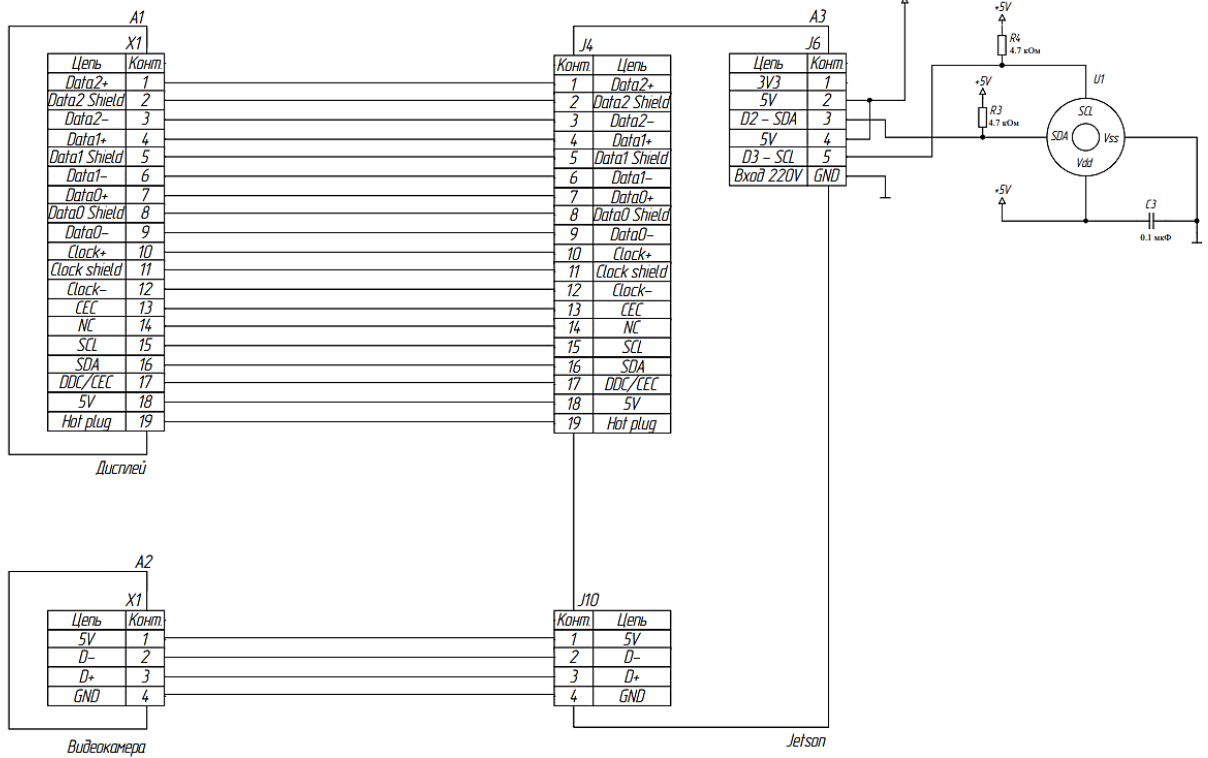 A1
X1
Цепь Конт.
Data2+ 1
Data2 Shield 2
Data2– 3
Data1+ 4
Data1 Shield 5
Data1– 6
Data0+ 7
Data0 Shield 8
Data0– 9
Clock+ 10
Clock shield 11
Clock– 12
CEC 13
NC 14
SCL 15
SDA 16
DDC/CEC 17
5V 18
Hot plug 19
Дисплей
A3
J4
Конт. Цепь
1 Data2+
2 Data2 Shield
3 Data2–
4 Data1+
5 Data1 Shield
6 Data1–
7 Data0+
8 Data0 Shield
9 Data0–
10 Clock+
11 Clock shield
12 Clock–
13 CEC
14 NC
15 SCL
16 SDA
17 DDC/CEC
18 5V
19 Hot plug
J6
Цепь Конт.
3V3 1
5V 2
D2 – SDA 3
5V 4
D3 – SCL 5
Вход 220V GND
+5V
R4
4.7 кОм
+5V
R3
4.7 кОм
U1
SCL
SDA Vss
Vdd
+5V
C3
0.1 мкФ
A2
X1
Цепь Конт.
5V 1
D– 2
D+ 3
GND 4
Видеокамера
J10
Конт. Цепь
1 5V
2 D–
3 D+
4 GND
Jetson